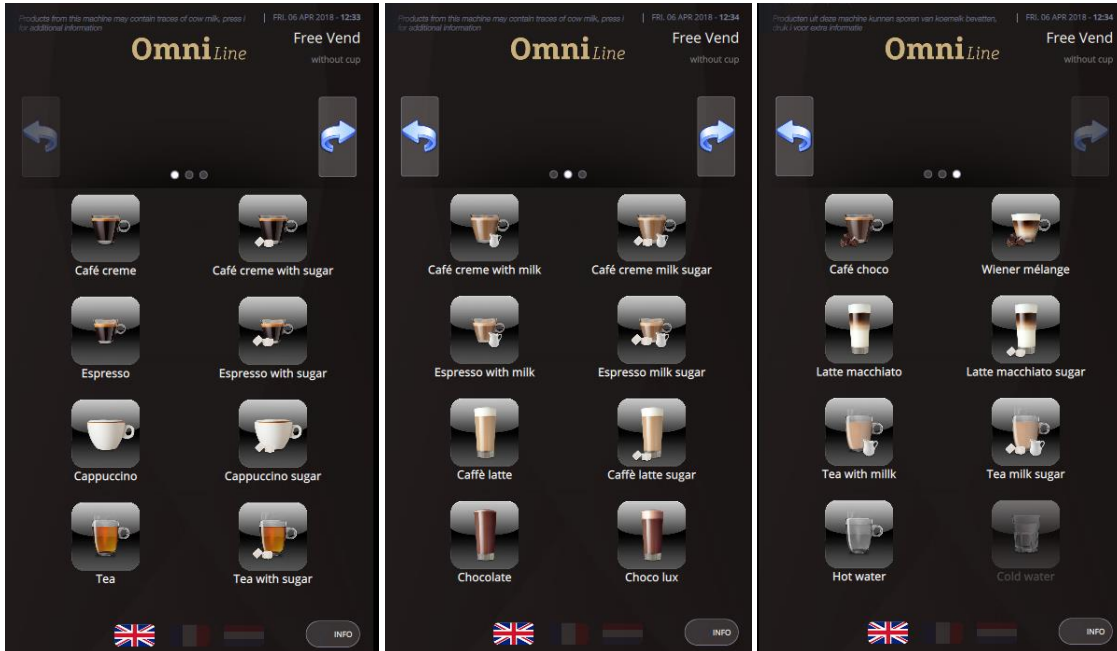 Products from this machine may contain traces of cow milk, press i
for additional information
| FRI. 06 APR 2018 - 12:33
Omni Line
Free Vend
without cup
Café creme
Café creme with sugar
Espresso
Espresso with sugar
Cappuccino
Cappuccino sugar
Tea
Tea with sugar
INFO
Products from this machine may contain traces of cow milk, press i
for additional information
| FRI. 06 APR 2018 - 12:34
Omni Line
Free Vend
without cup
Café creme with milk
Café creme milk sugar
Espresso with milk
Espresso milk sugar
Caffè latte
Caffè latte sugar
Chocolate
Choco lux
INFO
Producten uit deze machine kunnen sporen van koemelk bevetten,
druk i voor extra informatie
| FRI. 06 APR 2018 - 12:34
Omni Line
Free Vend
without cup
Café choco
Wiener mélange
Latte macchiato
Latte macchiato sugar
Tea with millk
Tea milk sugar
Hot water
Cold water
INFO